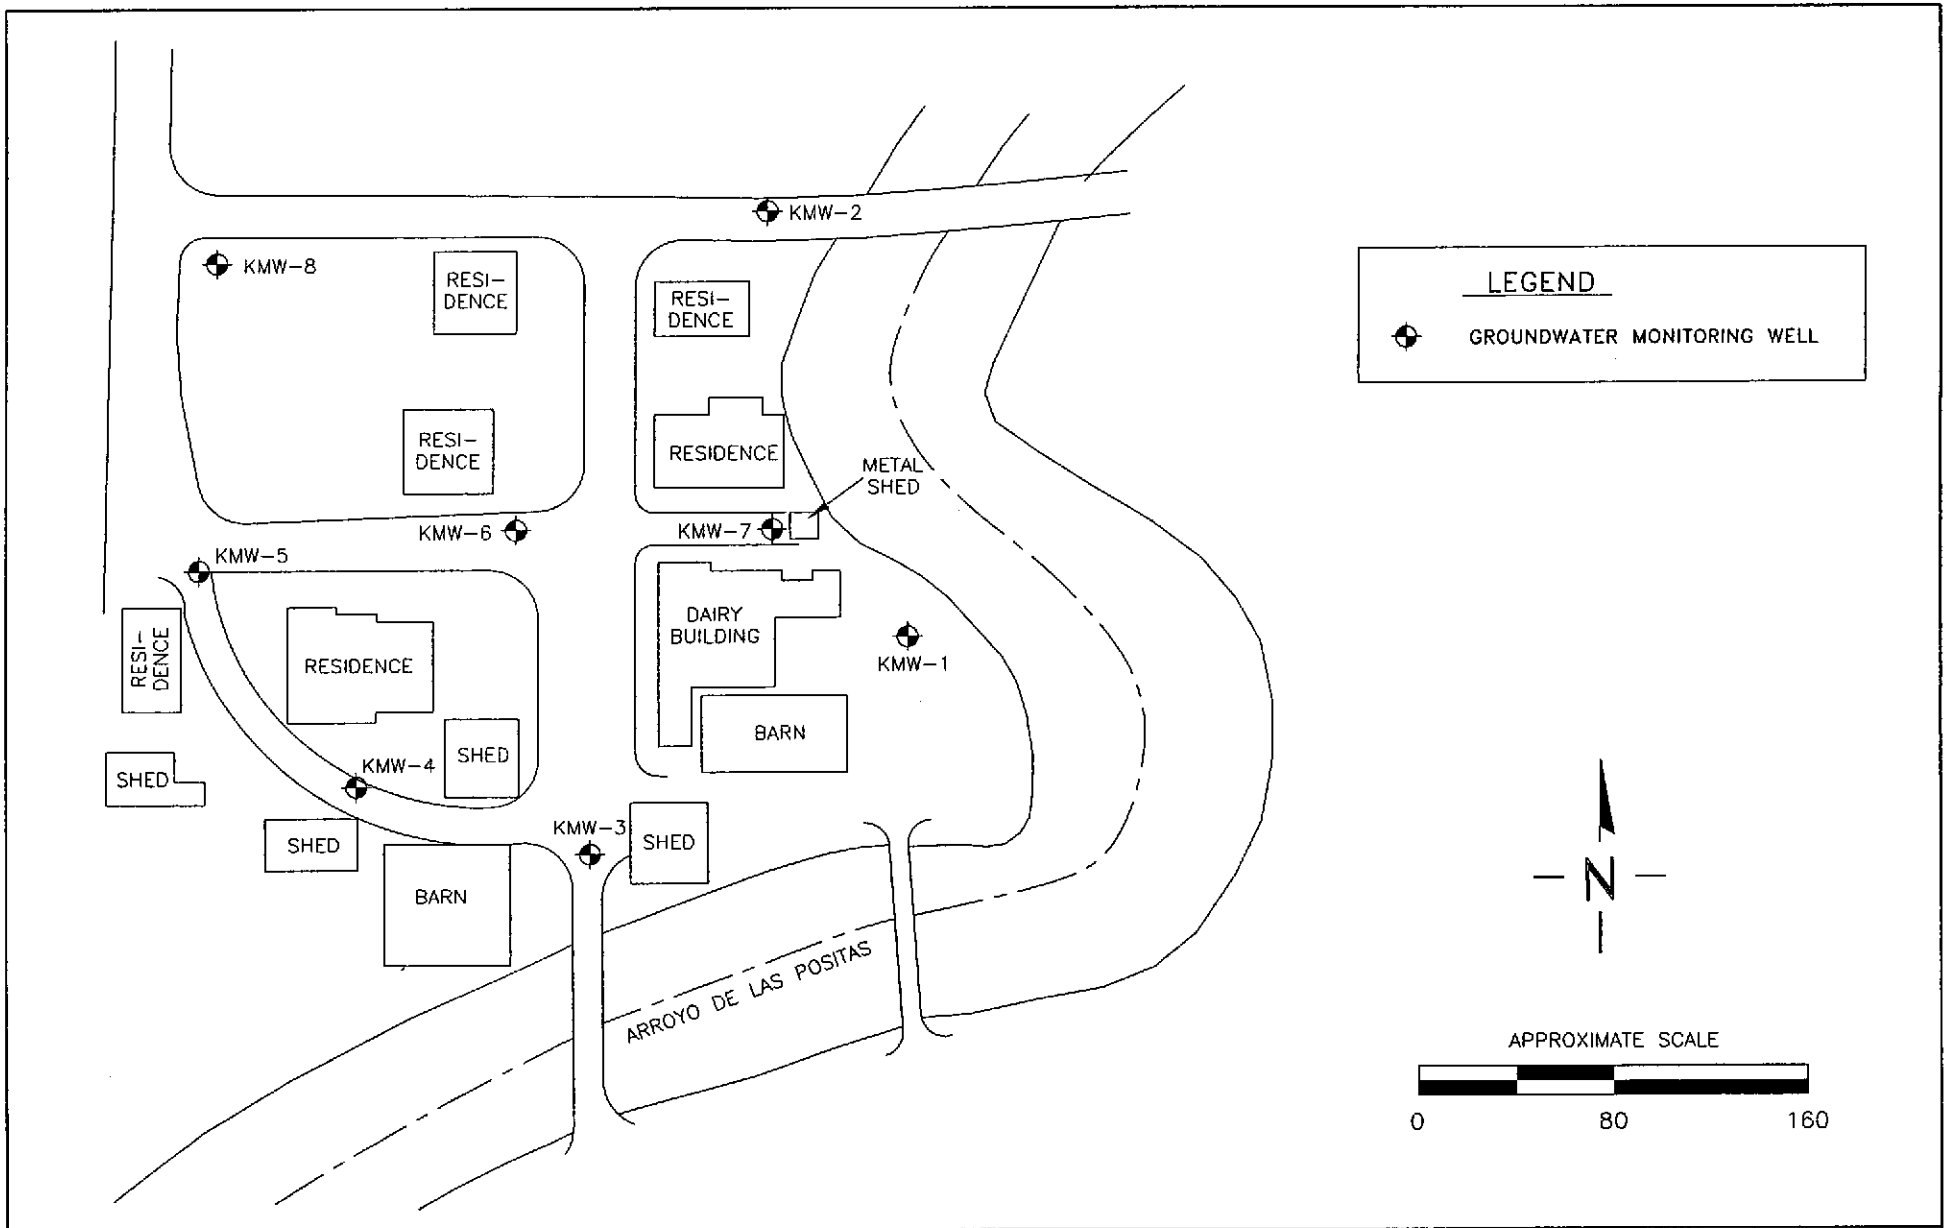 KMW-2
KMW-8
RESI-
DENCE
RESI-
DENCE
LEGEND
GROUNDWATER MONITORING WELL
RESI-
DENCE
RESIDENCE
METAL
SHED
KMW-6
KMW-7
KMW-5
DAIRY
BUILDING
RESI-
DENCE
RESIDENCE
KMW-1
SHED
BARN
SHED
KMW-4
KMW-3
SHED
SHED
BARN
N
ARROYO DE LAS POSITAS
APPROXIMATE SCALE
0 80 160